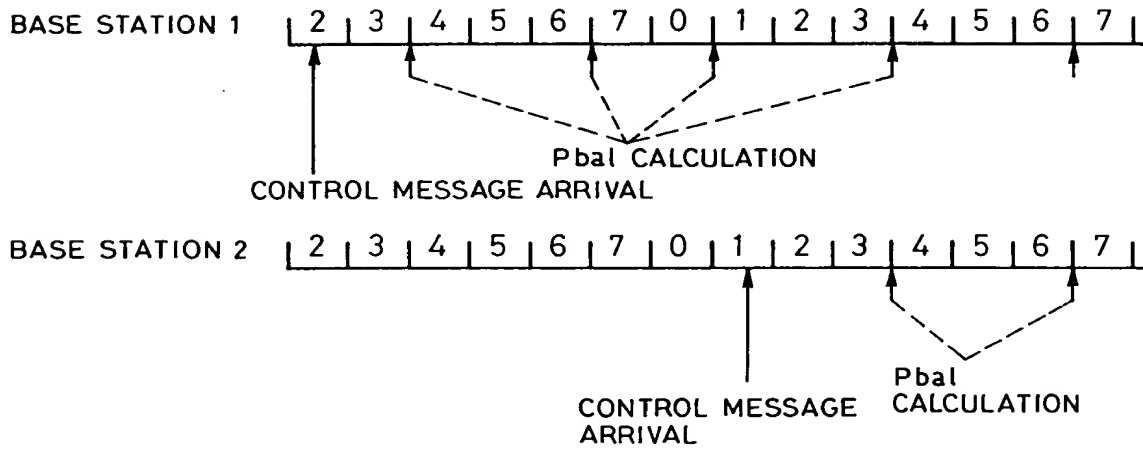 BASE STATION 1 | 2 | 3 | 4 | 5 | 6 | 7 | 0 | 1 | 2 | 3 | 4 | 5 | 6 | 7 |
Pbal CALCULATION
CONTROL MESSAGE ARRIVAL
BASE STATION 2 | 2 | 3 | 4 | 5 | 6 | 7 | 0 | 1 | 2 | 3 | 4 | 5 | 6 | 7 |
Pbal
CALCULATION
CONTROL MESSAGE
ARRIVAL